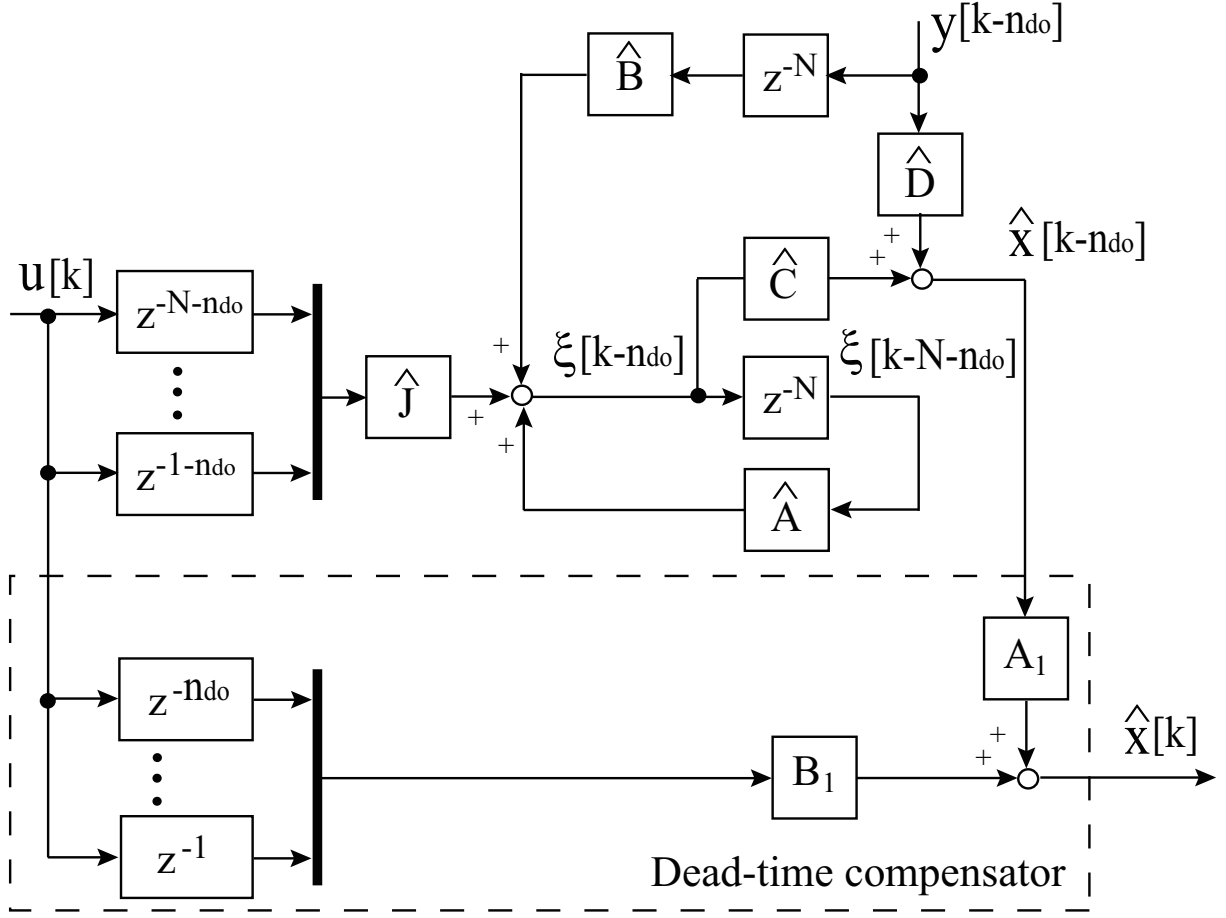 y[k-ndo]
B̂
z-N
D̂
x̂[k-ndo]
u[k]
z-N-ndo
Ĉ
+
+
+
ξ[k-ndo]
ξ[k-N-ndo]
z-N
Ĵ
+
+
z-1-ndo
Â
A1
z-ndo
+
+
x̂[k]
B1
z-1
Dead-time compensator